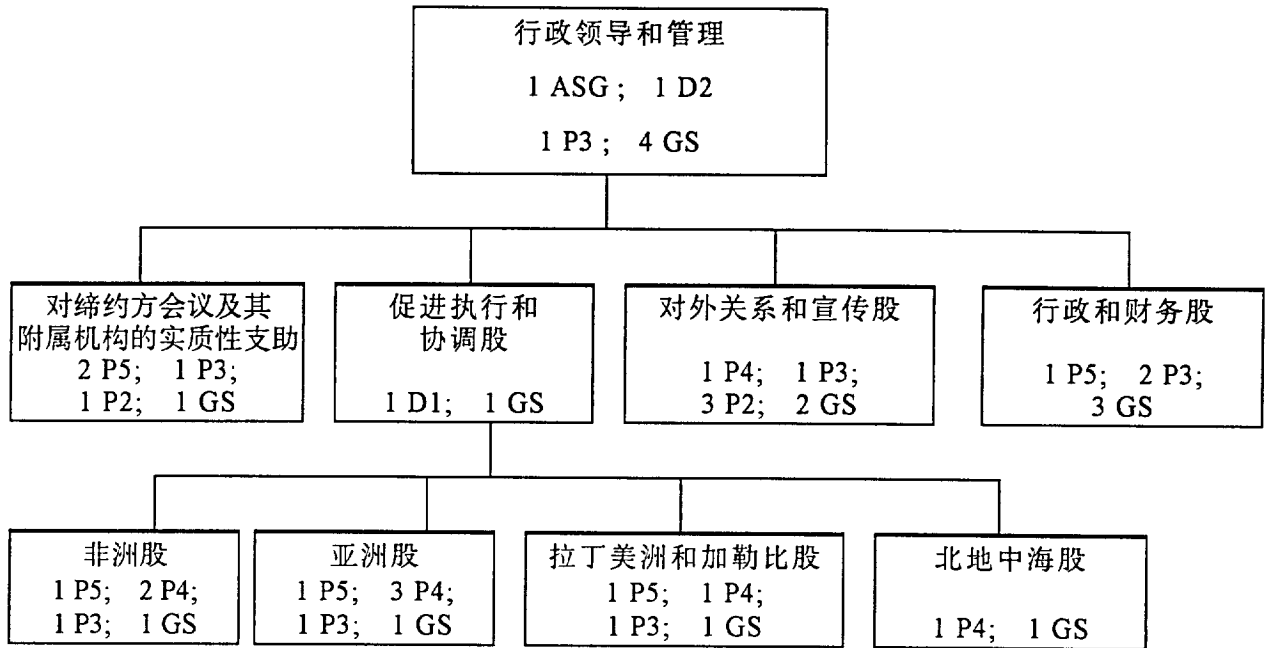 行政领导和管理
1 ASG； 1 D2
1 P3； 4 GS
对缔约方会议及其
附属机构的实质性支助
2 P5; 1 P3;
1 P2; 1 GS
促进执行和
协调股
1 D1; 1 GS
对外关系和宣传股
1 P4; 1 P3;
3 P2; 2 GS
行政和财务股
1 P5; 2 P3;
3 GS
非洲股
1 P5; 2 P4;
1 P3; 1 GS
亚洲股
1 P5; 3 P4;
1 P3; 1 GS
拉丁美洲和加勒比股
1 P5; 1 P4;
1 P3; 1 GS
北地中海股
1 P4; 1 GS